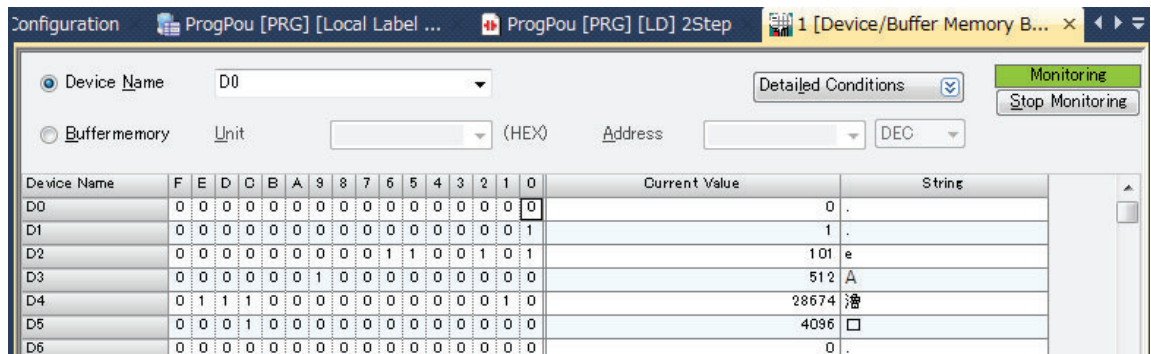 Configuration ProgPou [PRG] [Local Label ... ProgPou [PRG] [LD] 2Step 1 [Device/Buffer Memory B...
Device Name D0 Detailed Conditions Monitoring
Stop Monitoring
Buffermemory Unit (HEX) Address DEC
Device Name F E D C B A 9 8 7 6 5 4 3 2 1 0 Current Value String
D0 0 0 0 0 0 0 0 0 0 0 0 0 0 0 0 0 0 .
D1 0 0 0 0 0 0 0 0 0 0 0 0 0 0 0 1 1 .
D2 0 0 0 0 0 0 0 0 0 1 1 0 0 1 0 1 101 e
D3 0 0 0 0 0 0 1 0 0 0 0 0 0 0 0 0 512 A
D4 0 1 1 1 0 0 0 0 0 0 0 0 0 0 1 0 28674
D5 0 0 0 1 0 0 0 0 0 0 0 0 0 0 0 0 4096 □
D6 0 0 0 0 0 0 0 0 0 0 0 0 0 0 0 0 0 .